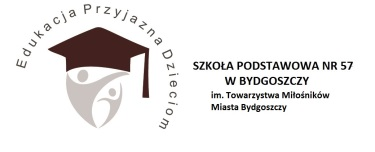 Edukacja Przyjazna Dzieciom
SZKOŁA PODSTAWOWA NR 57
W BYDGOSZCZY
im. Towarzystwa Miłośników
Miasta Bydgoszczy